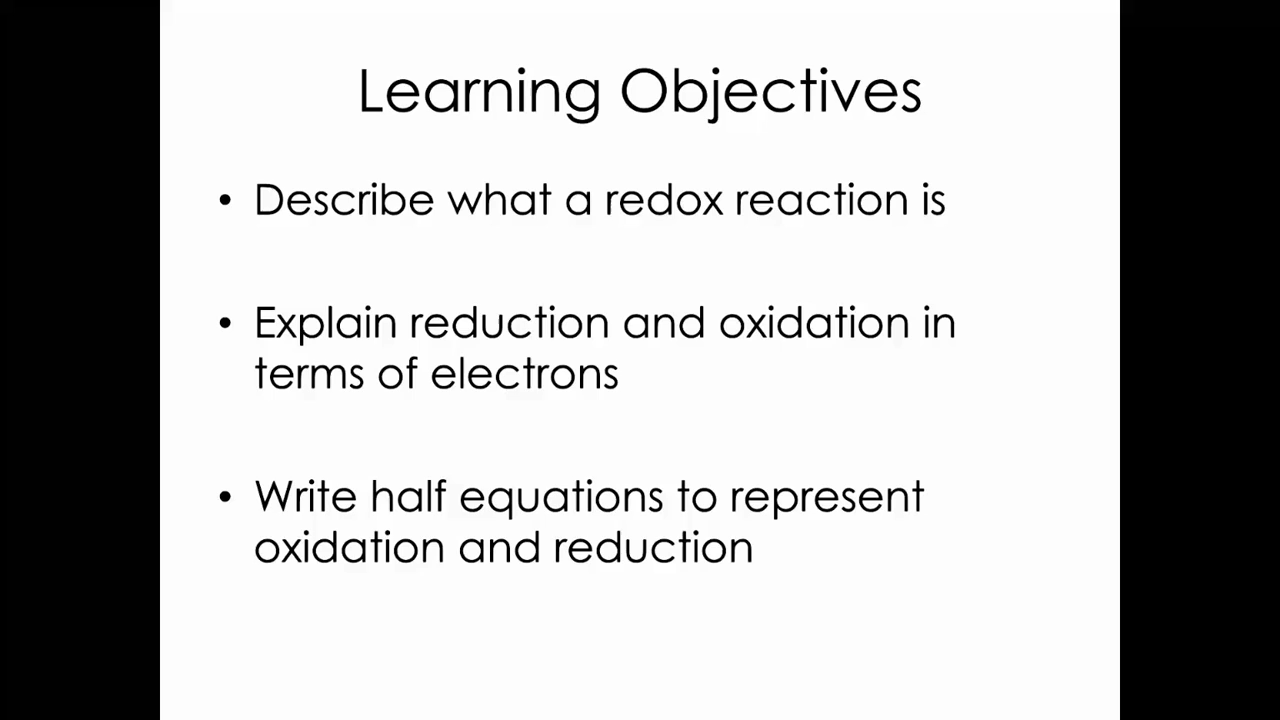 Learning Objectives
• Describe what a redox reaction is
• Explain reduction and oxidation in
terms of electrons
• Write half equations to represent
oxidation and reduction